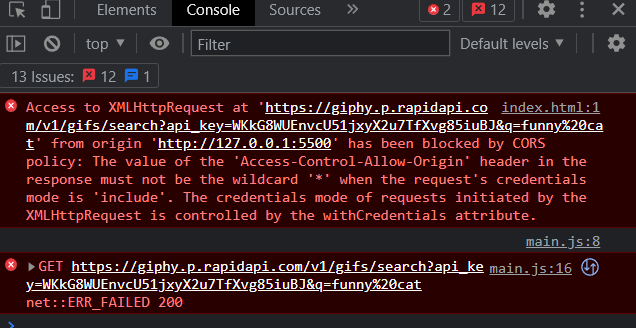 Elements Console Sources » 2 12
top ▾ Filter Default levels ▾
13 Issues: 12 1
Access to XMLHttpRequest at 'https://giphy.p.rapidapi.co index.html:1
m/v1/gifs/search?api_key=WKkG8WUEnvcU51jxyX2u7TfXvg85iuBJ&q=funny%20ca
t' from origin 'http://127.0.0.1:5500' has been blocked by CORS
policy: The value of the 'Access-Control-Allow-Origin' header in the
response must not be the wildcard '*' when the request's credentials
mode is 'include'. The credentials mode of requests initiated by the
XMLHttpRequest is controlled by the withCredentials attribute.
main.js:8
▶GET https://giphy.p.rapidapi.com/v1/gifs/search?api_ke main.js:16
y=WKkG8WUEnvcU51jxyX2u7TfXvg85iuBJ&q=funny%20cat
net::ERR_FAILED 200